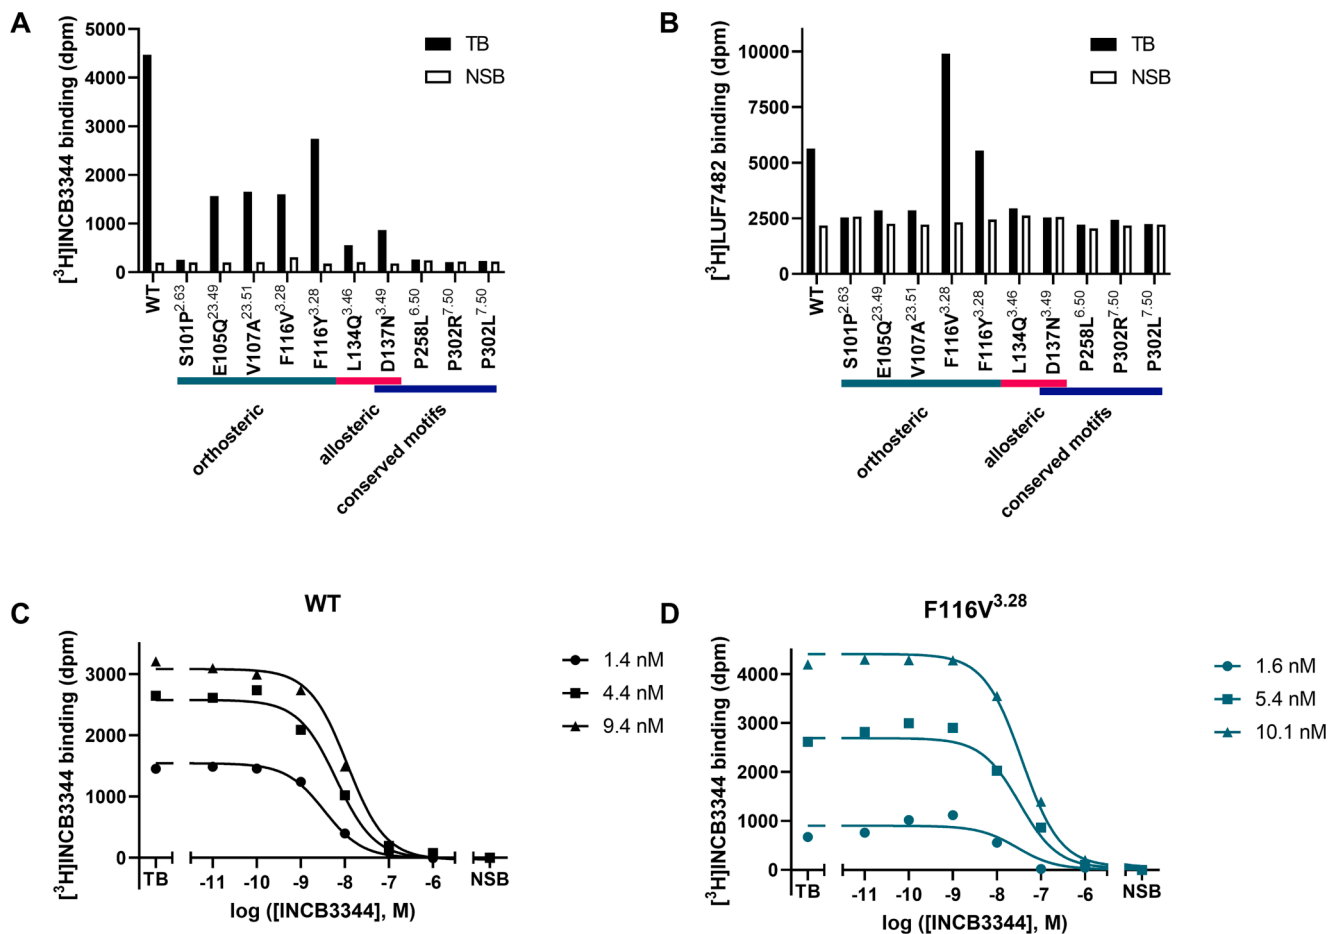 A
[³H]INCB3344 binding (dpm)
5000
4000
3000
2000
1000
0
TB
NSB
WT
S101P²·⁶³
E105Q²³·⁴⁹
V107A²³·⁵¹
F116V³·²⁸
F116Y³·²⁸
L134Q³·⁴⁶
D137N³·⁴⁹
P258L⁶·⁵⁰
P302R⁷·⁵⁰
P302L⁷·⁵⁰
orthosteric
allosteric
conserved motifs
B
[³H]LUF7482 binding (dpm)
10000
7500
5000
2500
0
TB
NSB
WT
S101P²·⁶³
E105Q²³·⁴⁹
V107A²³·⁵¹
F116V³·²⁸
F116Y³·²⁸
L134Q³·⁴⁶
D137N³·⁴⁹
P258L⁶·⁵⁰
P302R⁷·⁵⁰
P302L⁷·⁵⁰
orthosteric
allosteric
conserved motifs
C
WT
[³H]INCB3344 binding (dpm)
3000
2000
1000
0
TB
-11
-10
-9
-8
-7
-6
NSB
log ([INCB3344], M)
1.4 nM
4.4 nM
9.4 nM
D
F116V³·²⁸
[³H]INCB3344 binding (dpm)
4000
3000
2000
1000
0
TB
-11
-10
-9
-8
-7
-6
NSB
log ([INCB3344], M)
1.6 nM
5.4 nM
10.1 nM